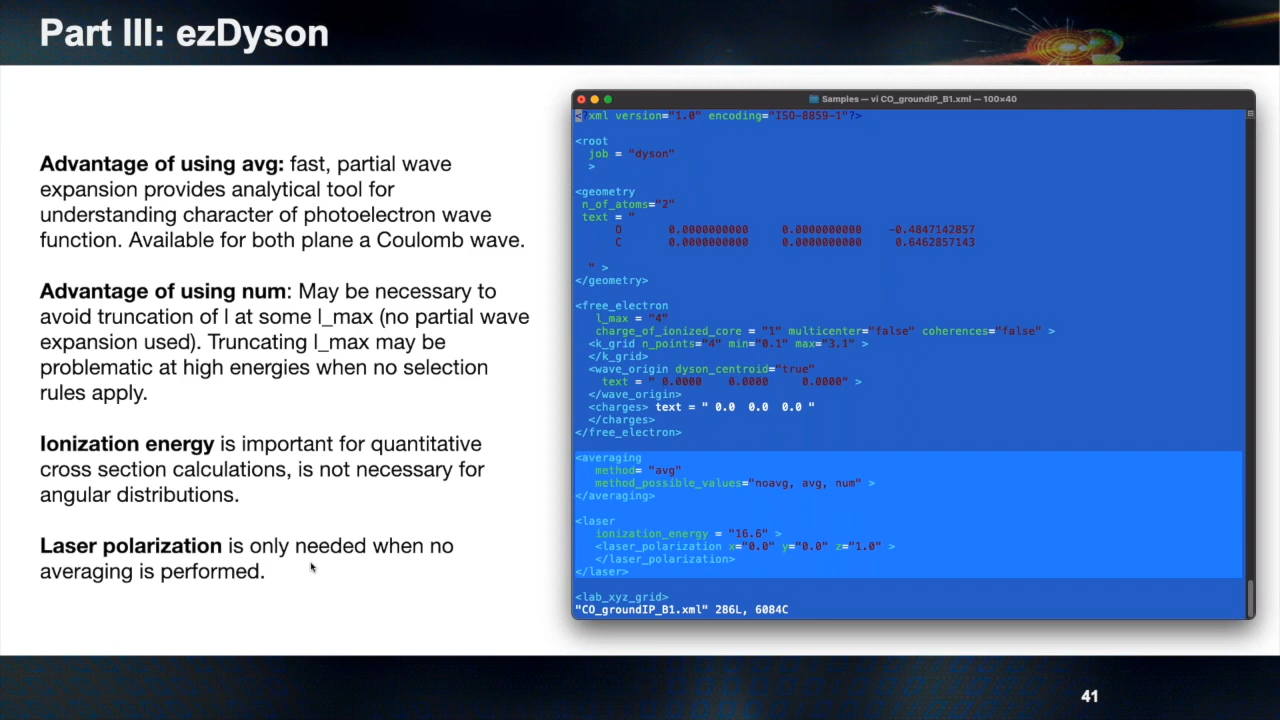 Part III: ezDyson
Advantage of using avg: fast, partial wave
expansion provides analytical tool for
understanding character of photoelectron wave
function. Available for both plane a Coulomb wave.
Advantage of using num: May be necessary to
avoid truncation of l at some l_max (no partial wave
expansion used). Truncating l_max may be
problematic at high energies when no selection
rules apply.
Ionization energy is important for quantitative
cross section calculations, is not necessary for
angular distributions.
Laser polarization is only needed when no
averaging is performed.
Samples — vi CO_groundIP_B1.xml — 100×40
<?xml version="1.0" encoding="ISO-8859-1"?>
<root
job = "dyson"
>
<geometry
n_of_atoms="2"
text = "
O 0.0000000000 0.0000000000 -0.4847142857
C 0.0000000000 0.0000000000 0.6462857143
" >
</geometry>
<free_electron
l_max = "4"
charge_of_ionized_core = "1" multicenter="false" coherences="false" >
<k_grid n_points="4" min="0.1" max="3.1" >
</k_grid>
<wave_origin dyson_centroid="true"
text = " 0.0000 0.0000 0.0000" >
</wave_origin>
<charges> text = " 0.0 0.0 0.0 "
</charges>
</free_electron>
<averaging
method= "avg"
method_possible_values="noavg, avg, num" >
</averaging>
<laser
ionization_energy = "16.6" >
<laser_polarization x="0.0" y="0.0" z="1.0" >
</laser_polarization>
</laser>
<lab_xyz_grid>
"CO_groundIP_B1.xml" 286L, 6084C
41